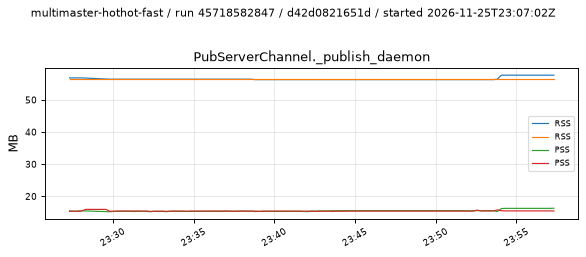 multimaster-hothot-fast / run 45718582847 / d42d0821651d / started 2026-11-25T23:07:02Z
PubServerChannel._publish_daemon
50
40
30
20
MB
RSS
RSS
PSS
PSS
23:30
23:35
23:40
23:45
23:50
23:55